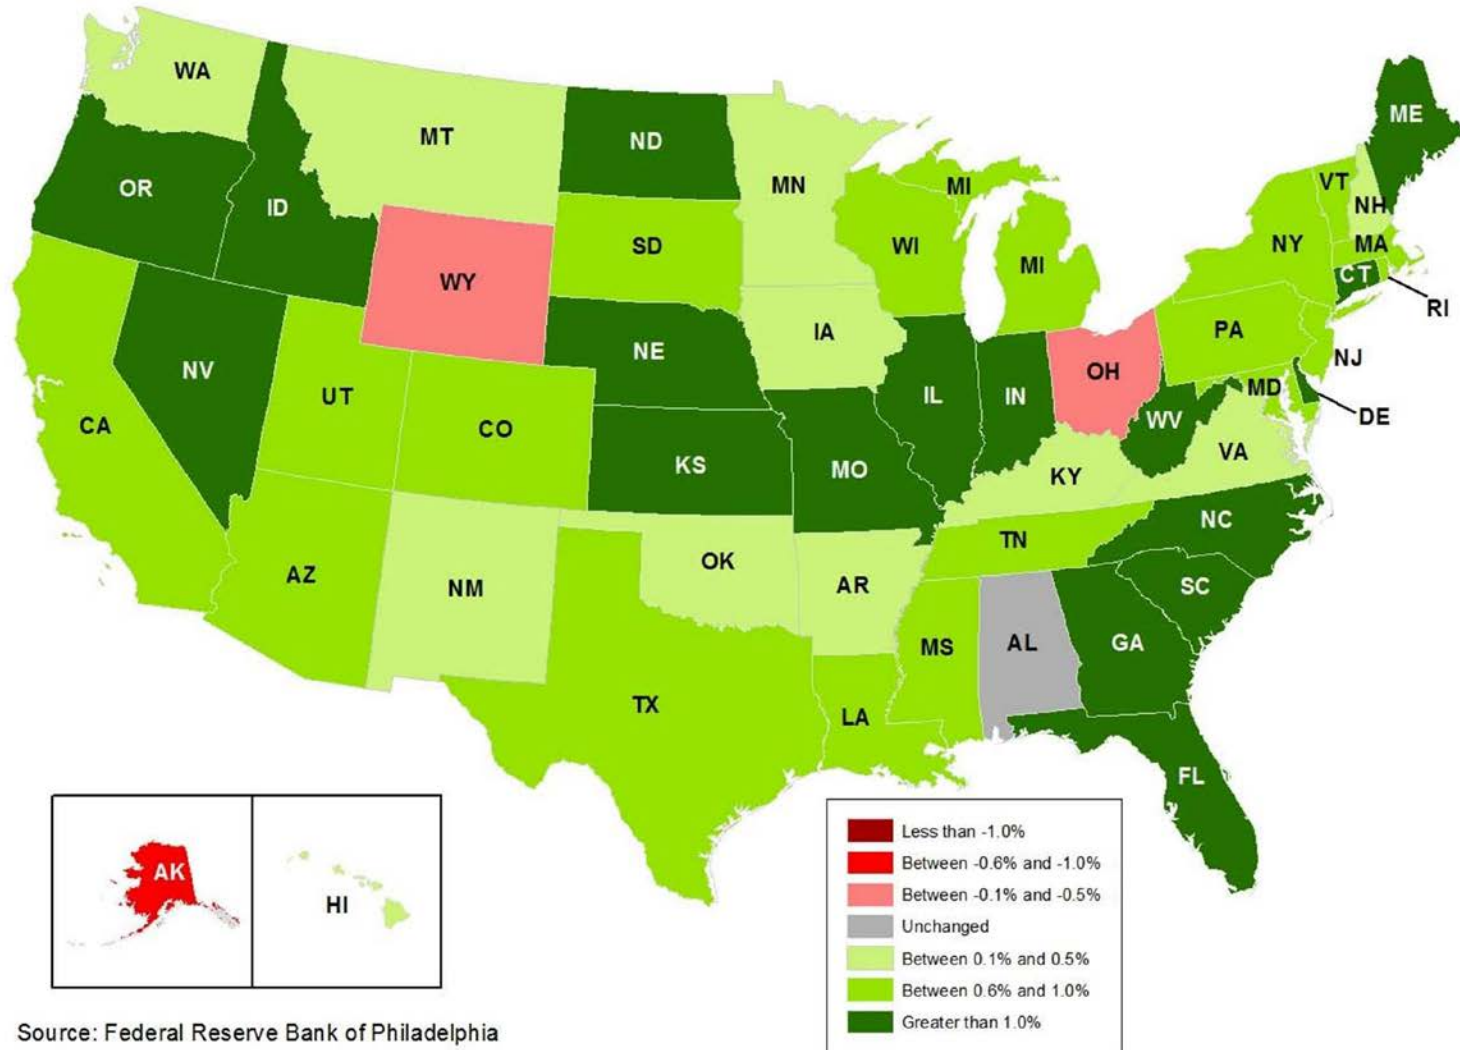 WA
ME
MT
ND
MN
MI
VT
OR
ID
NH
SD
WI
NY
MA
MI
CT
WY
RI
IA
PA
NE
NJ
NV
OH
MD
UT
IL
IN
CA
CO
WV
DE
VA
KS
MO
KY
NC
TN
OK
AZ
NM
AR
SC
MS
AL
GA
TX
LA
FL
AK
HI
Less than -1.0%
Between -0.6% and -1.0%
Between -0.1% and -0.5%
Unchanged
Between 0.1% and 0.5%
Between 0.6% and 1.0%
Greater than 1.0%
Source: Federal Reserve Bank of Philadelphia